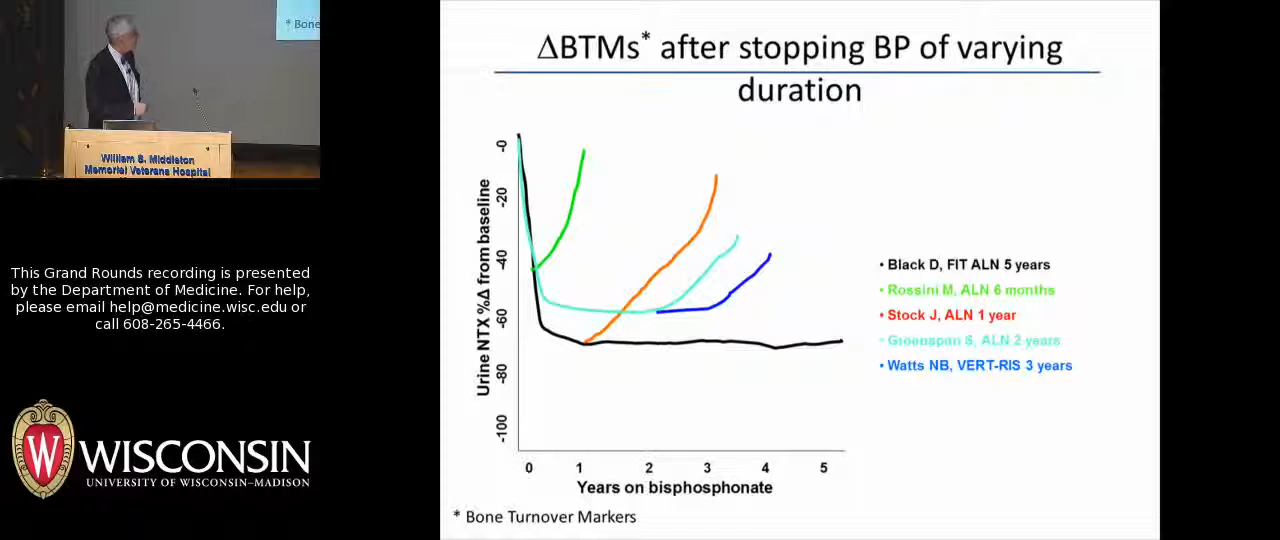 * Bone
William S. Middleton
Memorial Veterans Hospital
This Grand Rounds recording is presented
by the Department of Medicine. For help,
please email help@medicine.wisc.edu or
call 608-265-4466.
W
WISCONSIN
UNIVERSITY OF WISCONSIN–MADISON
ΔBTMs* after stopping BP of varying
duration
Urine NTX %Δ from baseline
-0
-20
-40
-60
-80
-100
0 1 2 3 4 5
Years on bisphosphonate
• Black D, FIT ALN 5 years
• Rossini M, ALN 6 months
• Stock J, ALN 1 year
• Greenspan S, ALN 2 years
• Watts NB, VERT-RIS 3 years
* Bone Turnover Markers